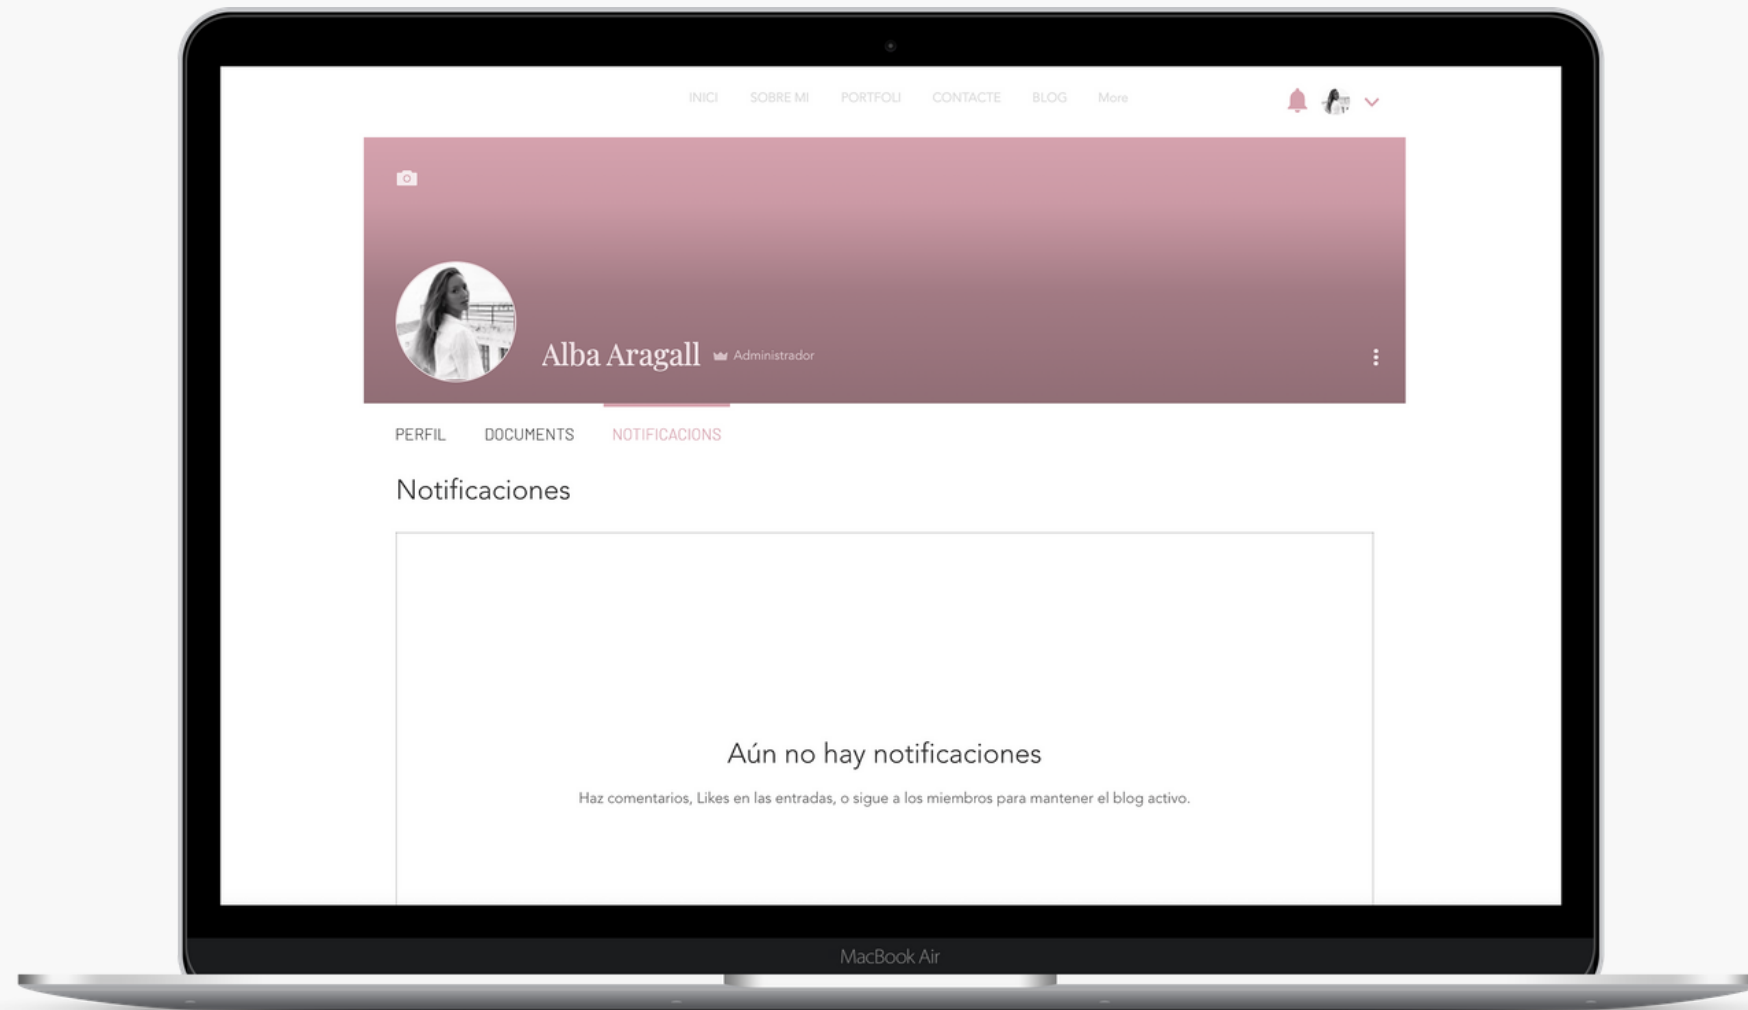 INICI SOBRE MI PORTFOLI CONTACTE BLOG More
Alba Aragall Administrador
PERFIL DOCUMENTS NOTIFICACIONS
Notificaciones
Aún no hay notificaciones
Haz comentarios, Likes en las entradas, o sigue a los miembros para mantener el blog activo.
MacBook Air